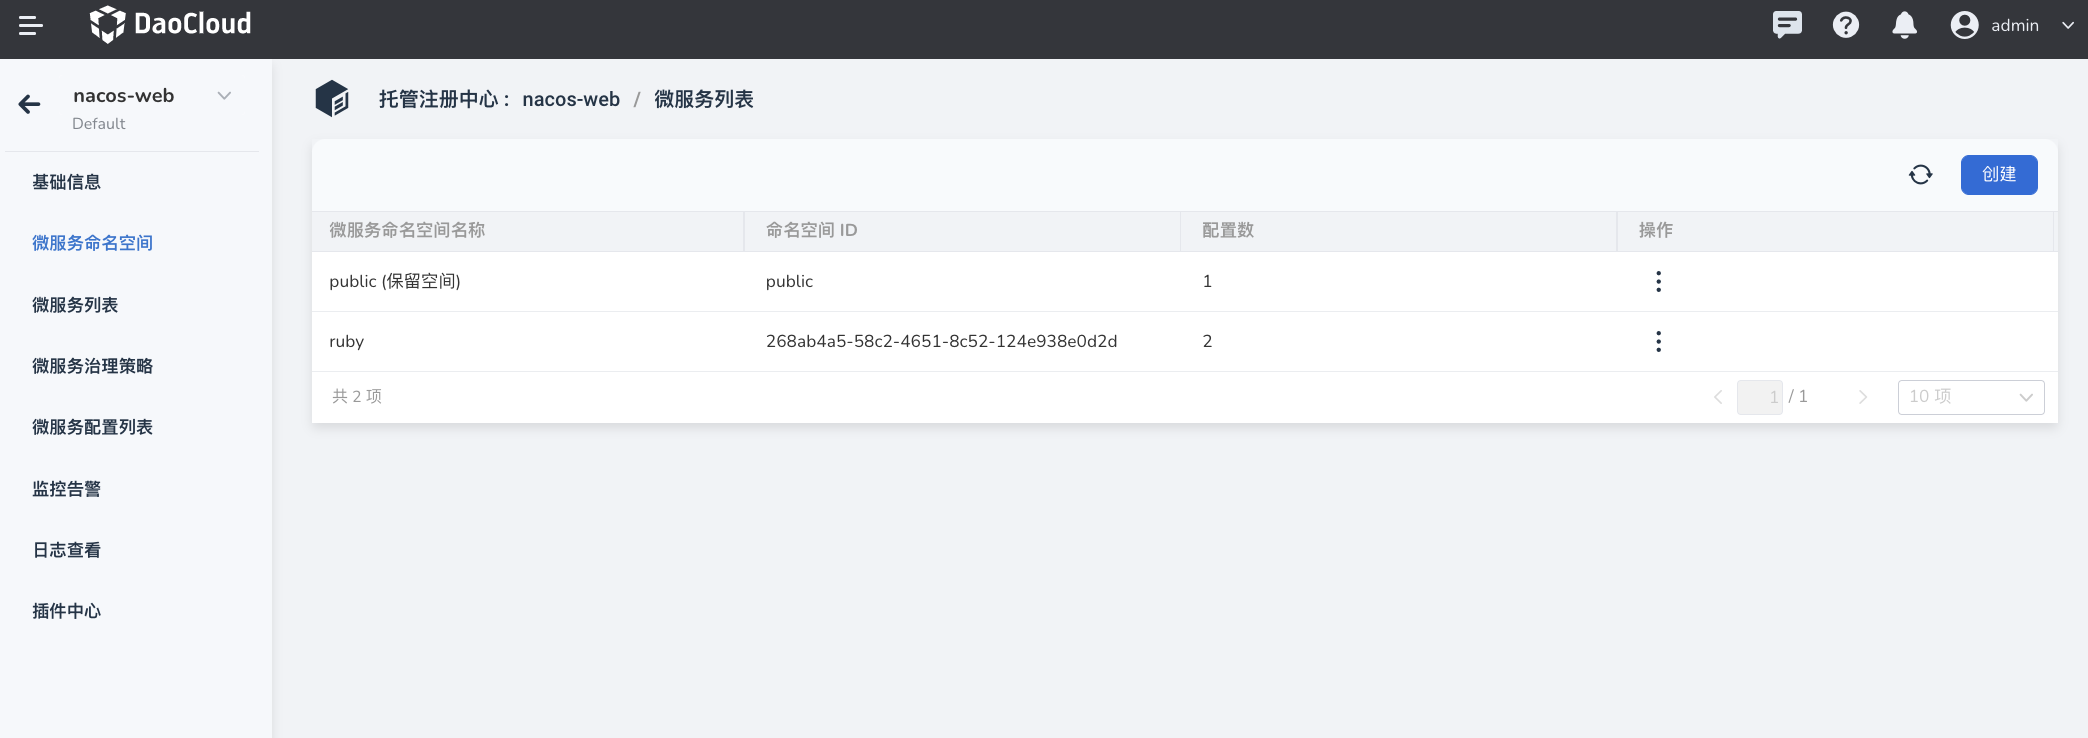 DaoCloud
admin
nacos-web
Default
基础信息
微服务命名空间
微服务列表
微服务治理策略
微服务配置列表
监控告警
日志查看
插件中心
托管注册中心： nacos-web / 微服务列表
创建
微服务命名空间名称 命名空间 ID 配置数 操作
public (保留空间) public 1
ruby 268ab4a5-58c2-4651-8c52-124e938e0d2d 2
共 2 项 1 / 1 10 项